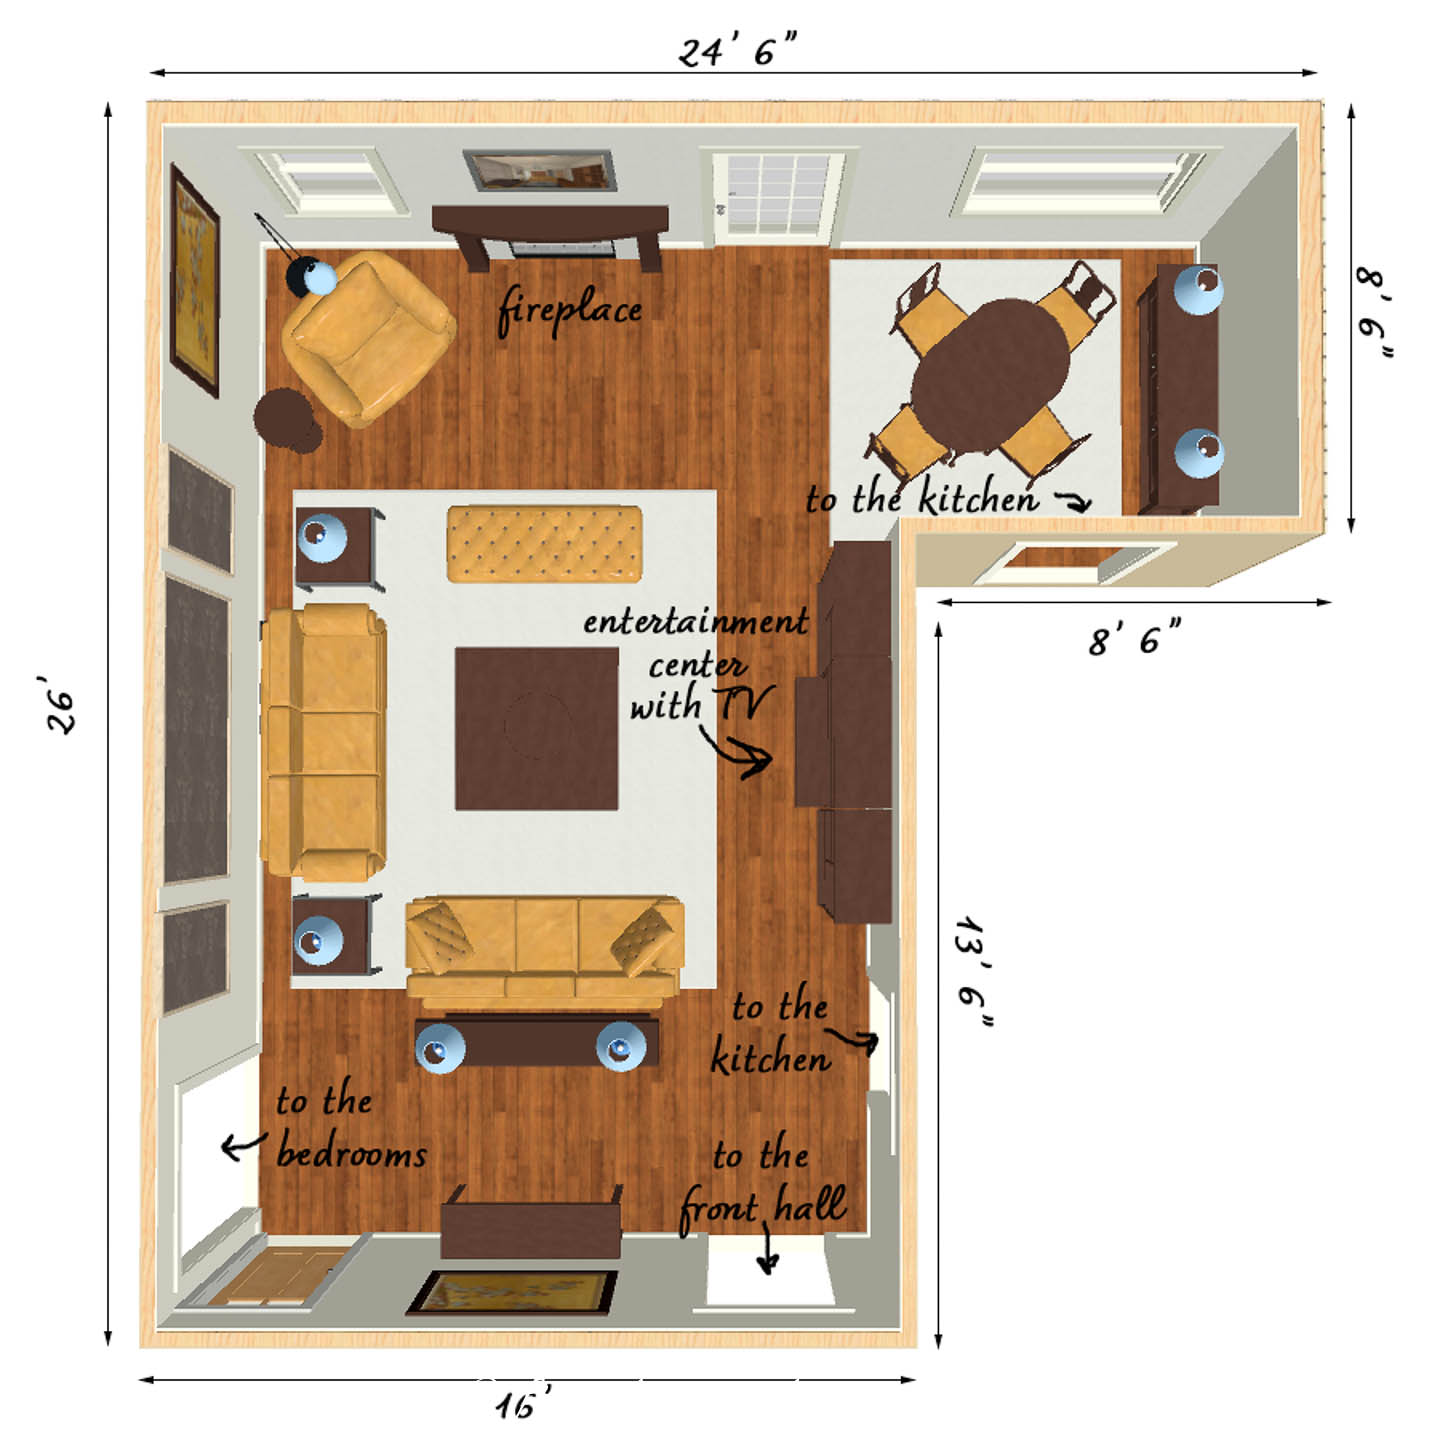 24' 6"
fireplace
8' 6"
to the kitchen
entertainment
center
with TV
8' 6"
26'
13' 6"
to the
kitchen
to the
bedrooms
to the
front hall
16'